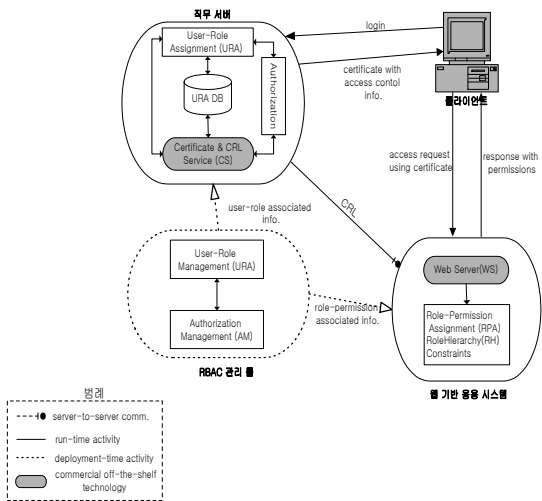 직무 서버
User-Role
Assignment (URA)
Authorization
URA DB
Certificate & CRL
Service (CS)
login
certificate with
access contol
info.
클라이언트
access request
using certificate
response with
permissions
user-role associated
info.
CRL
User-Role
Management (URA)
Authorization
Management (AM)
RBAC 관리 툴
role-permission
associated info.
Web Server(WS)
Role-Permission
Assignment (RPA)
RoleHierarchy(RH)
Constraints
웹 기반 응용 시스템
범례
server-to-server comm.
run-time activity
deployment-time activity
commercial off-the-shelf
technology